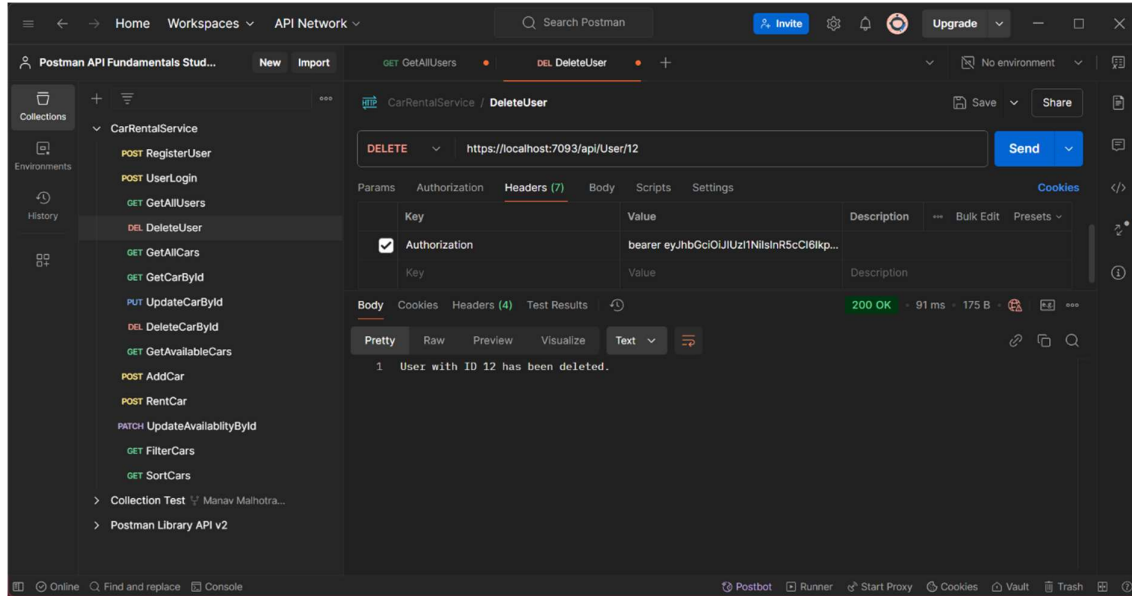 Home Workspaces API Network Search Postman Invite Upgrade
Postman API Fundamentals Stud... New Import GET GetAllUsers DEL DeleteUser No environment
Collections
Environments
History
CarRentalService
POST RegisterUser
POST UserLogin
GET GetAllUsers
DEL DeleteUser
GET GetAllCars
GET GetCarById
PUT UpdateCarById
DEL DeleteCarById
GET GetAvailableCars
POST AddCar
POST RentCar
PATCH UpdateAvailablityById
GET FilterCars
GET SortCars
Collection Test Manav Malhotra...
Postman Library API v2
HTTP CarRentalService / DeleteUser Save Share
DELETE https://localhost:7093/api/User/12 Send
Params Authorization Headers (7) Body Scripts Settings Cookies
Key Value Description Bulk Edit Presets
Authorization bearer eyJhbGciOiJIUzI1NiIsInR5cCI6Ikp...
Key Value Description
Body Cookies Headers (4) Test Results 200 OK 91 ms 175 B
Pretty Raw Preview Visualize Text
1 User with ID 12 has been deleted.
Online Find and replace Console Postbot Runner Start Proxy Cookies Vault Trash